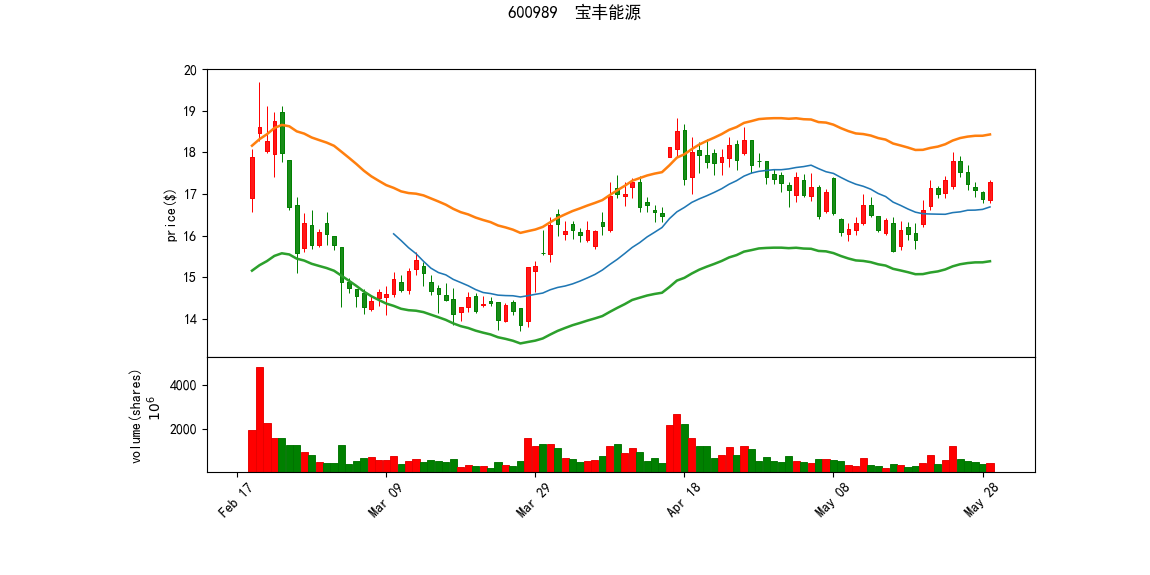 600989 宝丰能源
20
19
18
17
16
15
14
price($)
4000
2000
volume(shares)
10^6
Feb 17
Mar 09
Mar 29
Apr 18
May 08
May 28